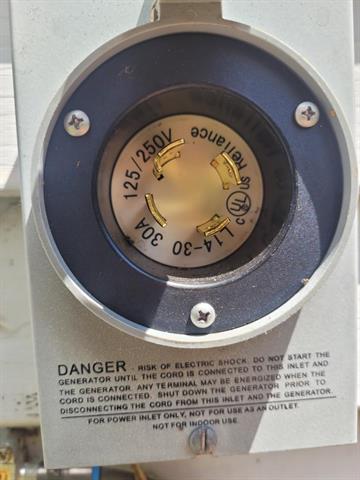 125/250V
Reliance
C UL US
L14-30
30A
DANGER - RISK OF ELECTRIC SHOCK. DO NOT START THE
GENERATOR UNTIL THE CORD IS CONNECTED TO THIS INLET AND
THE GENERATOR. ANY TERMINAL MAY BE ENERGIZED WHEN THE
CORD IS CONNECTED. SHUT DOWN THE GENERATOR PRIOR TO
DISCONNECTING THE CORD FROM THIS INLET AND THE GENERATOR.
FOR POWER INLET ONLY, NOT FOR USE AS AN OUTLET.
NOT FOR INDOOR USE.